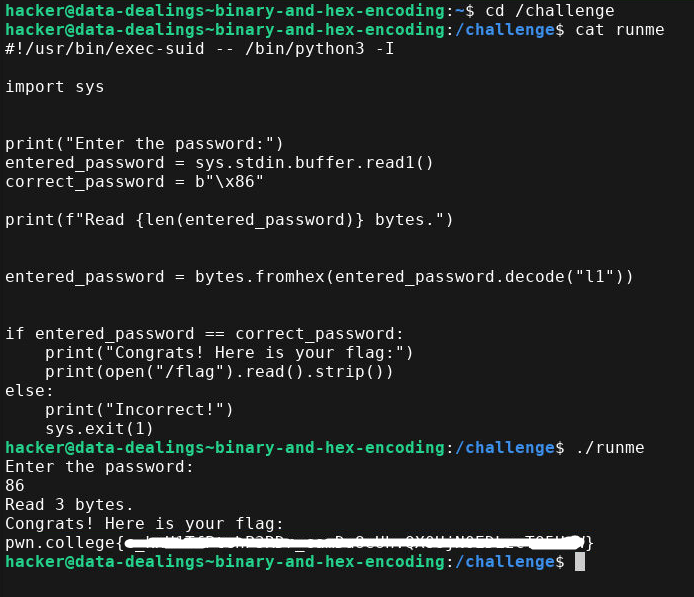 hacker@data-dealings~binary-and-hex-encoding:~$ cd /challenge
hacker@data-dealings~binary-and-hex-encoding:/challenge$ cat runme
#!/usr/bin/exec-suid -- /bin/python3 -I
import sys
print("Enter the password:")
entered_password = sys.stdin.buffer.read1()
correct_password = b"\x86"
print(f"Read {len(entered_password)} bytes.")
entered_password = bytes.fromhex(entered_password.decode("l1"))
if entered_password == correct_password:
    print("Congrats! Here is your flag:")
    print(open("/flag").read().strip())
else:
    print("Incorrect!")
    sys.exit(1)
hacker@data-dealings~binary-and-hex-encoding:/challenge$ ./runme
Enter the password:
86
Read 3 bytes.
Congrats! Here is your flag:
pwn.college{ }
hacker@data-dealings~binary-and-hex-encoding:/challenge$